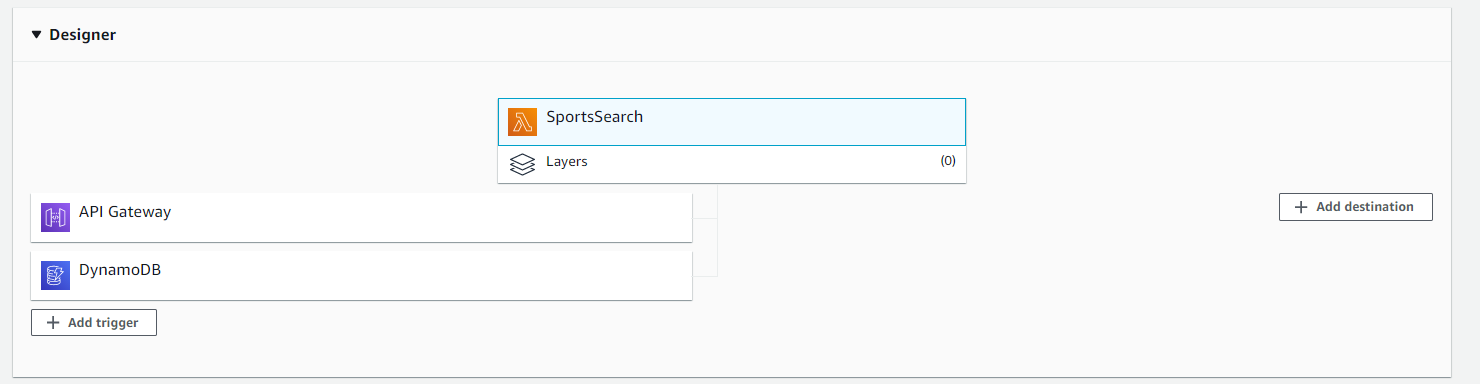 Designer
SportsSearch
Layers (0)
API Gateway
Add destination
DynamoDB
Add trigger